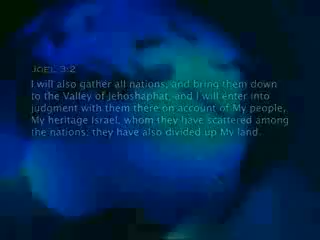 JOEL 3:2
I will also gather all nations, and bring them down
to the Valley of Jehoshaphat; and I will enter into
judgment with them there on account of My people,
My heritage Israel, whom they have scattered among
the nations; they have also divided up My land.